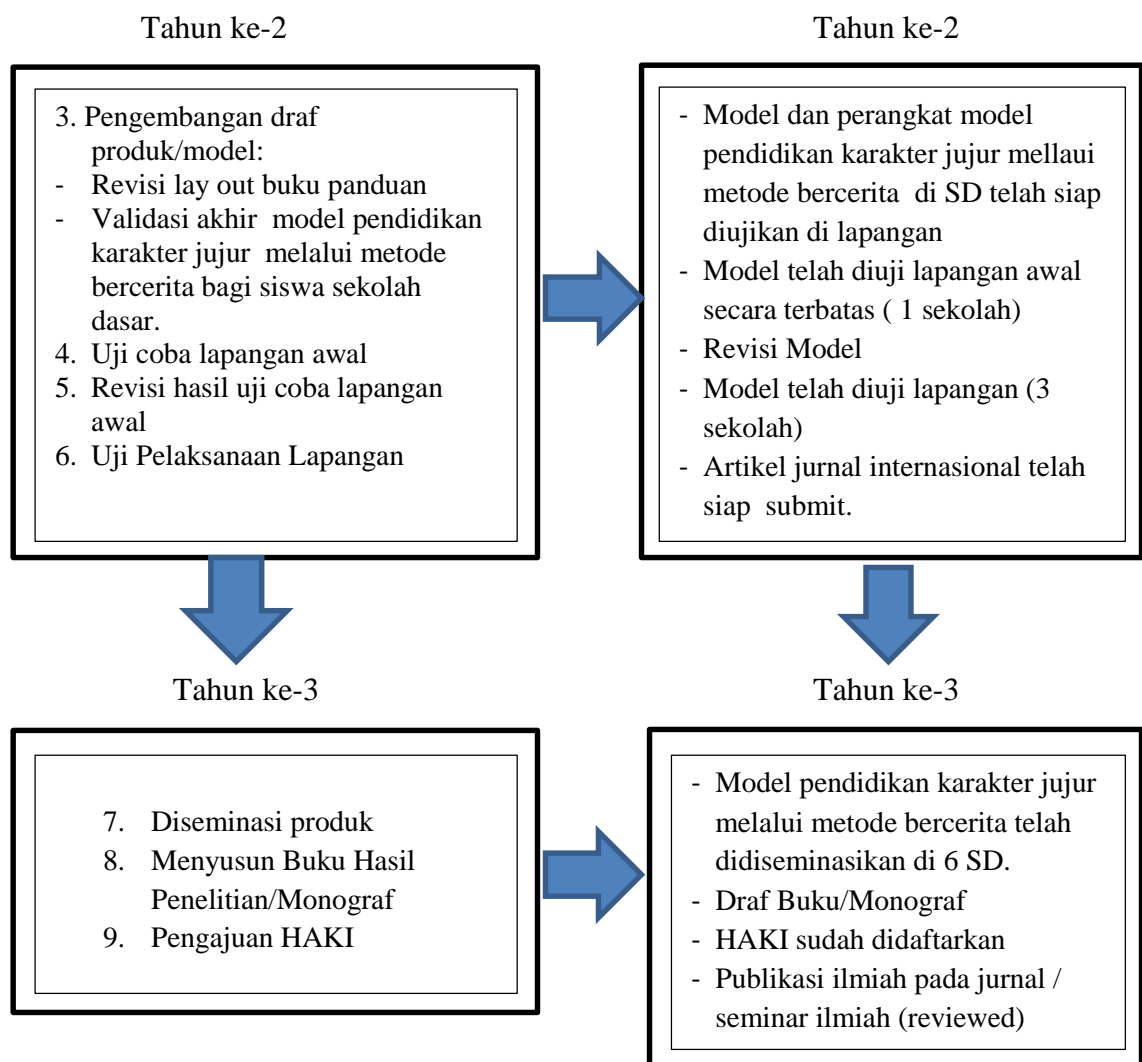 Tahun ke-2
3. Pengembangan draf
produk/model:
- Revisi lay out buku panduan
- Validasi akhir model pendidikan
karakter jujur melalui metode
bercerita bagi siswa sekolah
dasar.
4. Uji coba lapangan awal
5. Revisi hasil uji coba lapangan
awal
6. Uji Pelaksanaan Lapangan
Tahun ke-2
- Model dan perangkat model
pendidikan karakter jujur mellaui
metode bercerita di SD telah siap
diujikan di lapangan
- Model telah diuji lapangan awal
secara terbatas ( 1 sekolah)
- Revisi Model
- Model telah diuji lapangan (3
sekolah)
- Artikel jurnal internasional telah
siap submit.
Tahun ke-3
7. Diseminasi produk
8. Menyusun Buku Hasil
Penelitian/Monograf
9. Pengajuan HAKI
Tahun ke-3
- Model pendidikan karakter jujur
melalui metode bercerita telah
didiseminasikan di 6 SD.
- Draf Buku/Monograf
- HAKI sudah didaftarkan
- Publikasi ilmiah pada jurnal /
seminar ilmiah (reviewed)